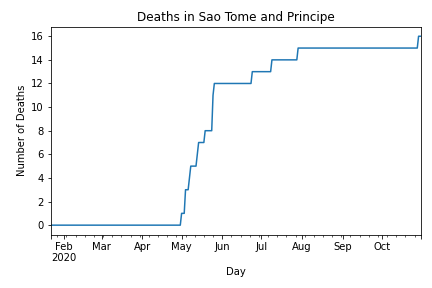 Deaths in Sao Tome and Principe
16
14
12
10
8
6
4
2
0
Number of Deaths
Feb Mar Apr May Jun Jul Aug Sep Oct
2020
Day